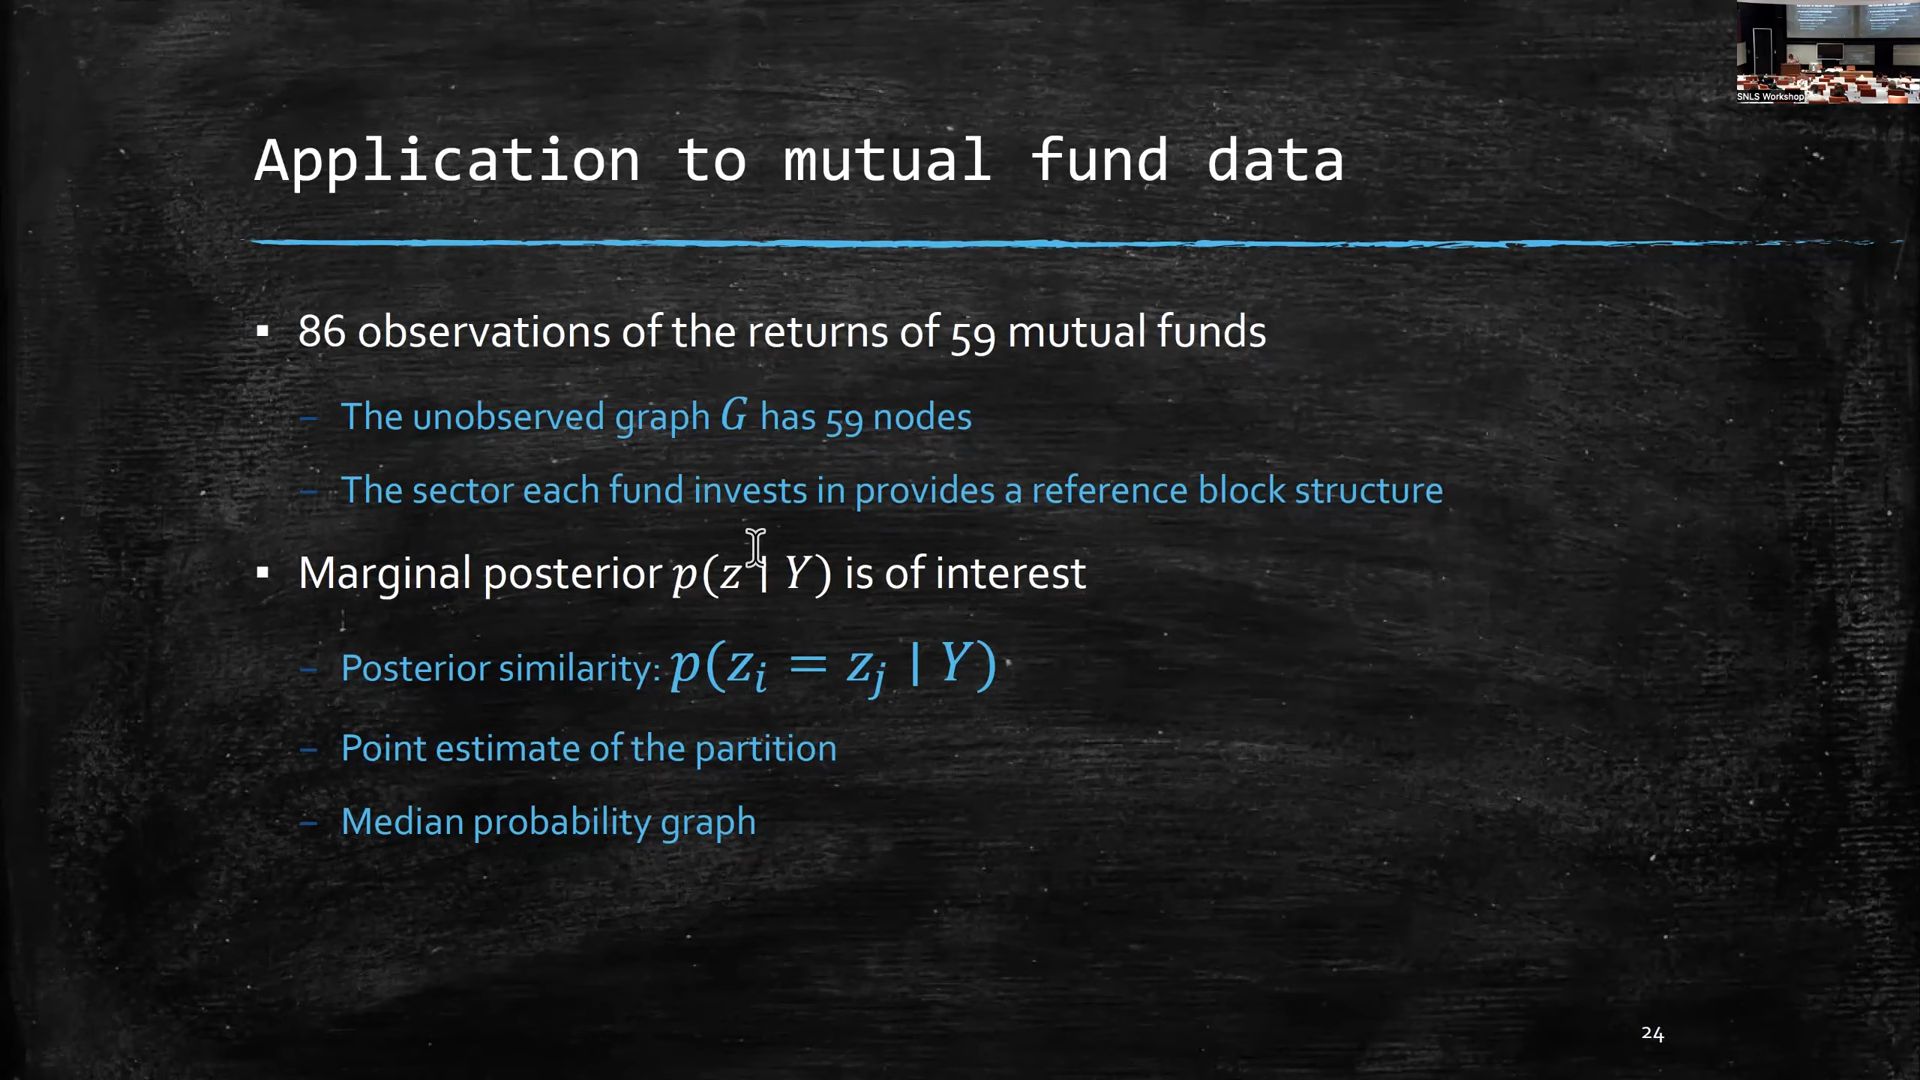 SNLS Workshop
Application to mutual fund data
▪ 86 observations of the returns of 59 mutual funds
– The unobserved graph G has 59 nodes
– The sector each fund invests in provides a reference block structure
▪ Marginal posterior p(z | Y) is of interest
– Posterior similarity: p(z_i = z_j | Y)
– Point estimate of the partition
– Median probability graph
24